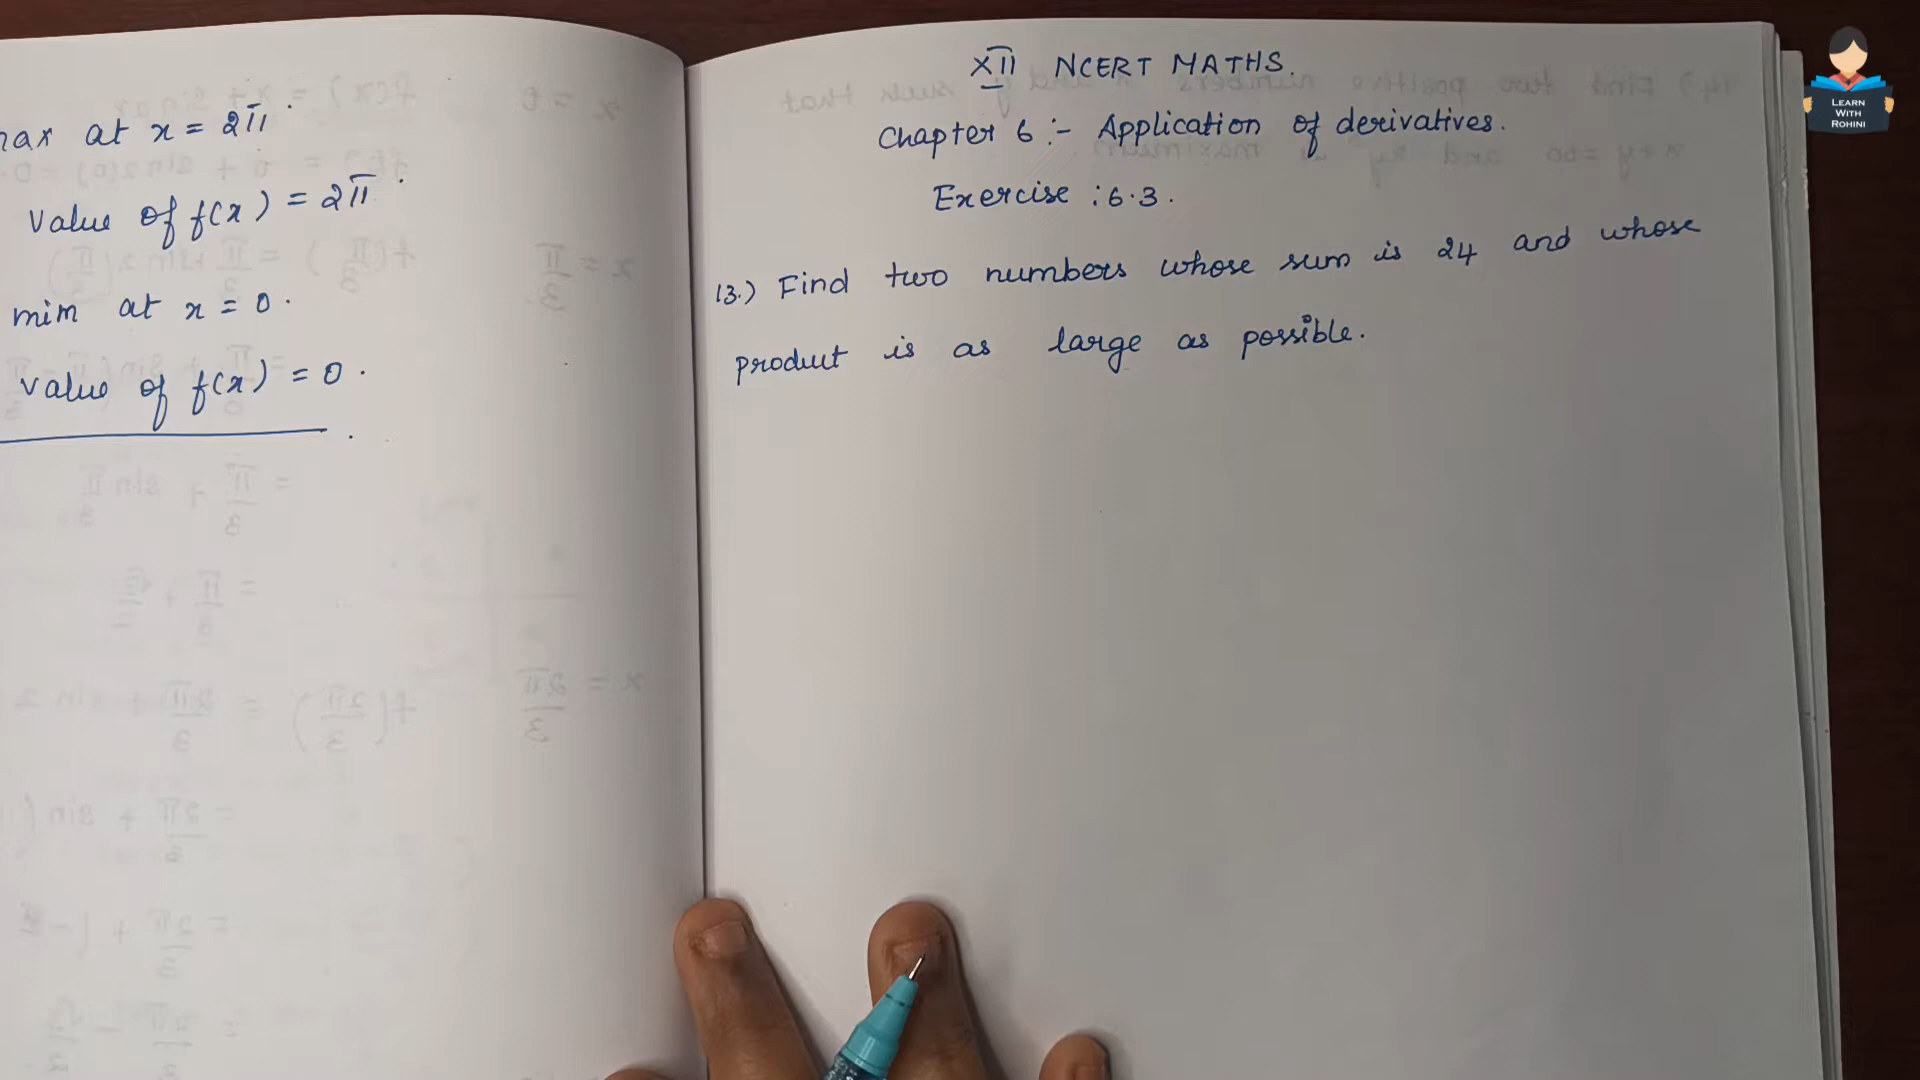 max at x = 2π.
Value of f(x) = 2π.
min at x = 0.
Value of f(x) = 0.
XII NCERT MATHS.
Chapter 6 :- Application of derivatives.
Exercise : 6.3.
13.) Find two numbers whose sum is 24 and whose
product is as large as possible.
LEARN
WITH
ROHINI